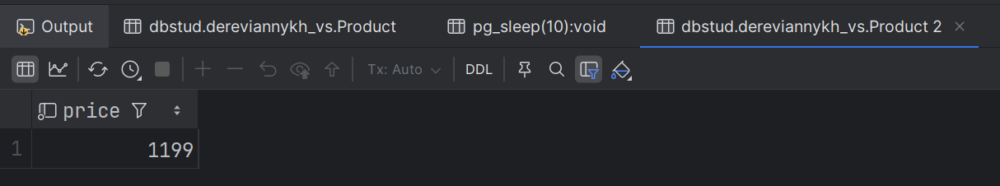 Output dbstud.dereviannykh_vs.Product pg_sleep(10):void dbstud.dereviannykh_vs.Product 2
Tx: Auto DDL
price
1 1199